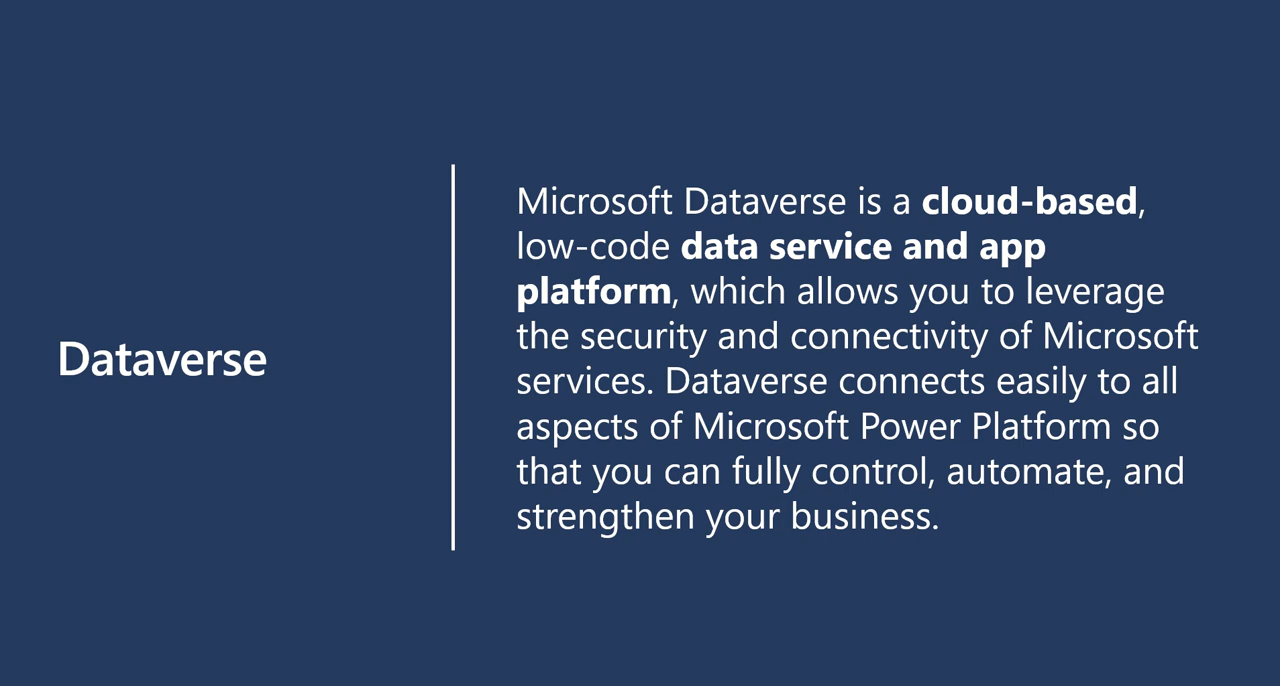 Dataverse
Microsoft Dataverse is a cloud-based,
low-code data service and app
platform, which allows you to leverage
the security and connectivity of Microsoft
services. Dataverse connects easily to all
aspects of Microsoft Power Platform so
that you can fully control, automate, and
strengthen your business.